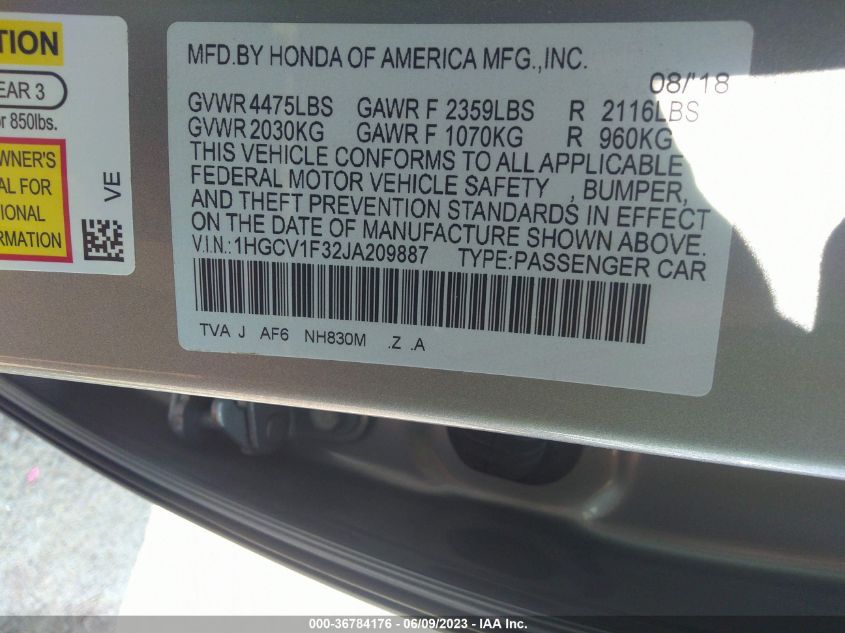 TION
EAR 3
r 850lbs.
WNER'S
AL FOR
IONAL
RMATION
VE
MFD.BY HONDA OF AMERICA MFG.,INC.
08/'18
GVWR 4475LBS GAWR F 2359LBS R 2116LBS
GVWR 2030KG GAWR F 1070KG R 960KG
THIS VEHICLE CONFORMS TO ALL APPLICABLE
FEDERAL MOTOR VEHICLE SAFETY , BUMPER,
AND THEFT PREVENTION STANDARDS IN EFFECT
ON THE DATE OF MANUFACTURE SHOWN ABOVE.
V.I.N.:1HGCV1F32JA209887 TYPE:PASSENGER CAR
TVA J AF6 NH830M .Z .A
000-36784176 - 06/09/2023 - IAA Inc.